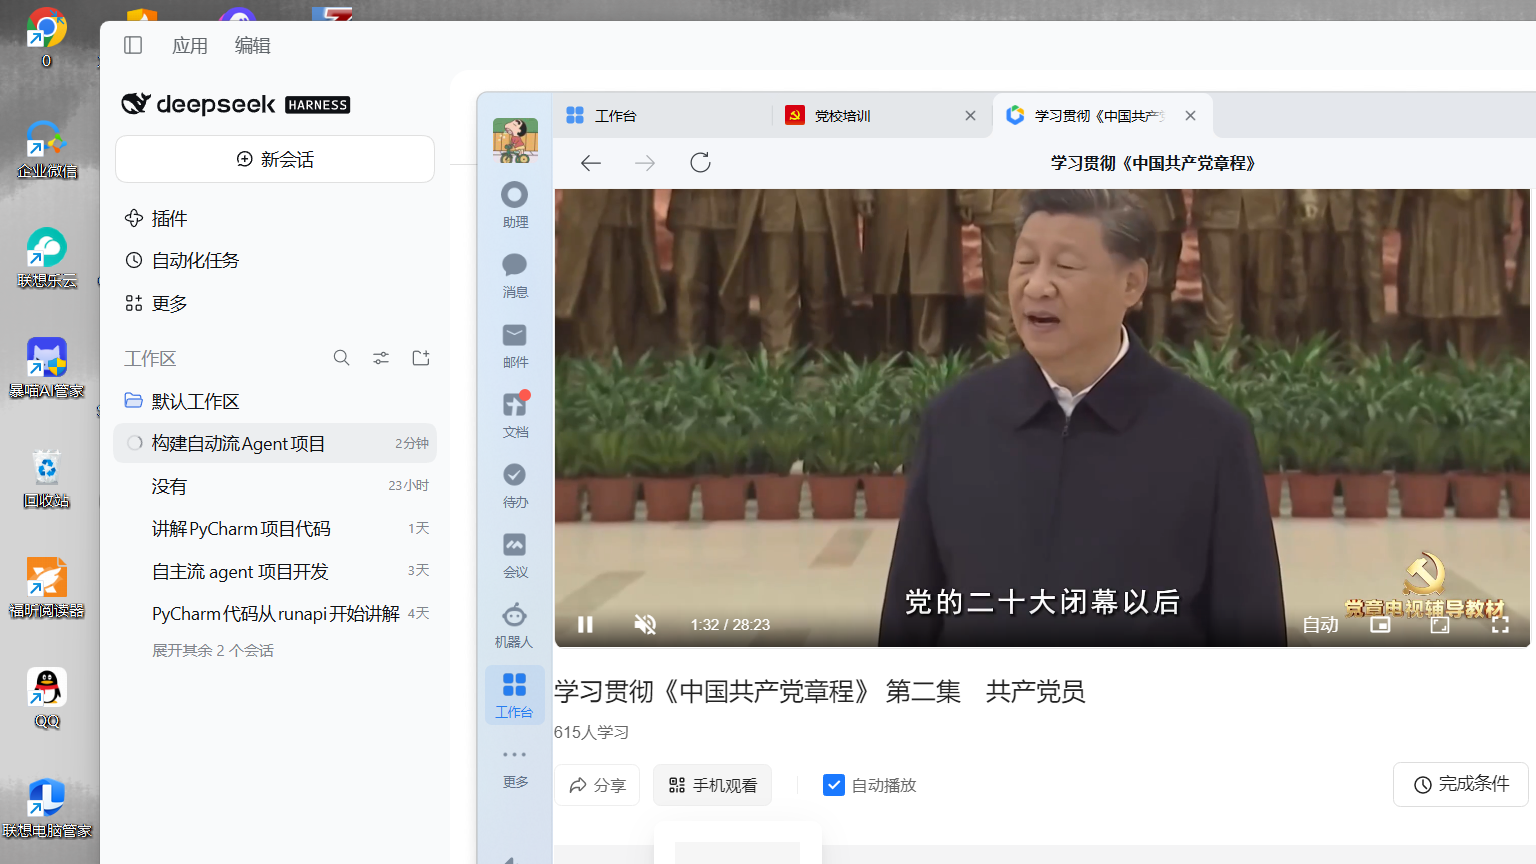 0
企业微信
联想乐云
暴喵AI管家
回收站
福昕阅读器
QQ
联想电脑管家
应用 编辑
deepseek HARNESS
新会话
插件
自动化任务
更多
工作区
默认工作区
构建自动流Agent项目 2分钟
没有 23小时
讲解PyCharm项目代码 1天
自主流 agent 项目开发 3天
PyCharm代码从runapi开始讲解 4天
展开其余 2 个会话
助理
消息
邮件
文档
待办
会议
机器人
工作台
更多
工作台 党校培训 学习贯彻《中国共产党
学习贯彻《中国共产党章程》
党的二十大闭幕以后
党章电视辅导教材
1:32 / 28:23 自动
学习贯彻《中国共产党章程》 第二集 共产党员
615人学习
分享 手机观看 自动播放 完成条件